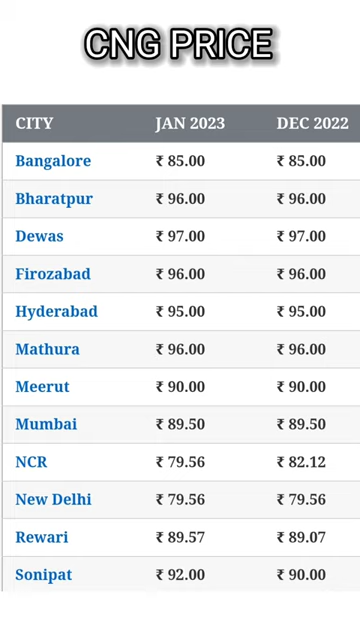 CNG PRICE
CITY JAN 2023 DEC 2022
Bangalore ₹ 85.00 ₹ 85.00
Bharatpur ₹ 96.00 ₹ 96.00
Dewas ₹ 97.00 ₹ 97.00
Firozabad ₹ 96.00 ₹ 96.00
Hyderabad ₹ 95.00 ₹ 95.00
Mathura ₹ 96.00 ₹ 96.00
Meerut ₹ 90.00 ₹ 90.00
Mumbai ₹ 89.50 ₹ 89.50
NCR ₹ 79.56 ₹ 82.12
New Delhi ₹ 79.56 ₹ 79.56
Rewari ₹ 89.57 ₹ 89.07
Sonipat ₹ 92.00 ₹ 90.00